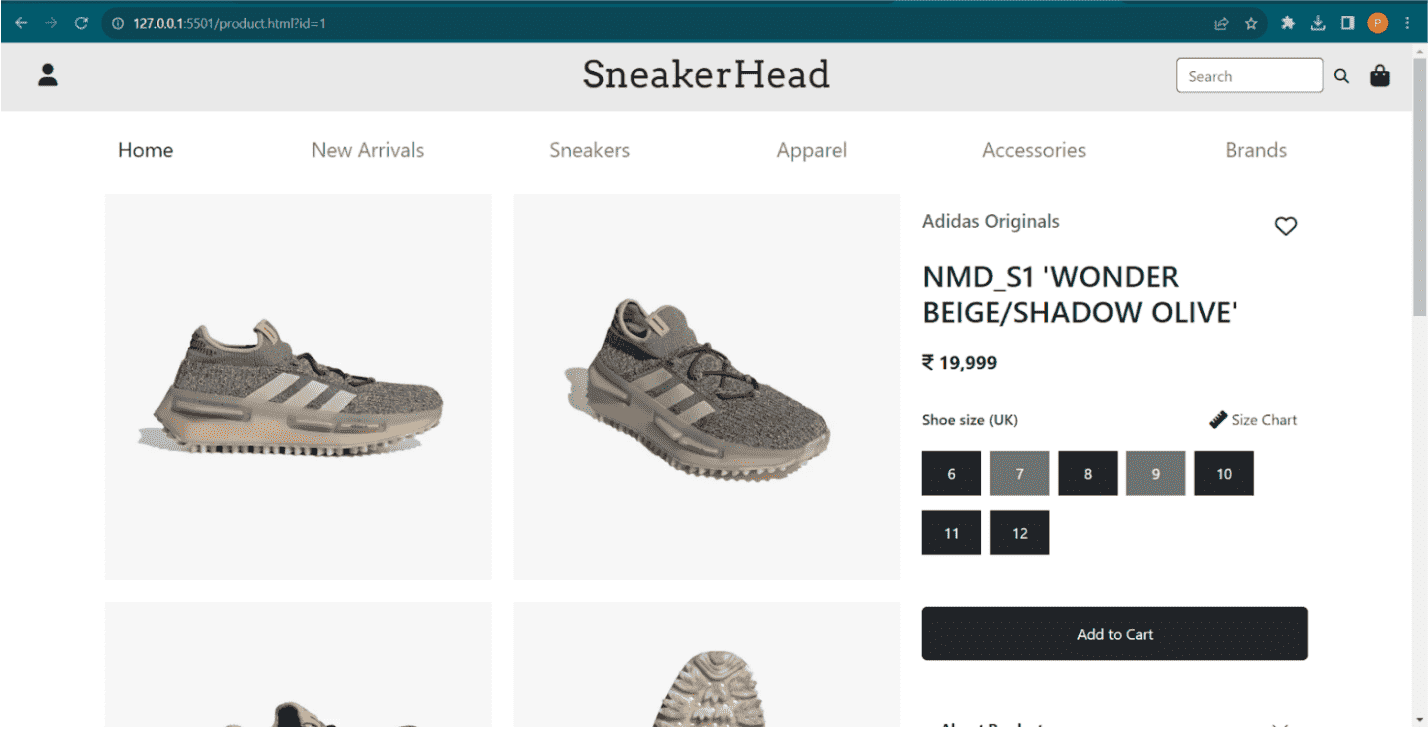 127.0.0.1:5501/product.html?id=1
P
SneakerHead
Search
Home New Arrivals Sneakers Apparel Accessories Brands
Adidas Originals
NMD_S1 'WONDER
BEIGE/SHADOW OLIVE'
₹ 19,999
Shoe size (UK) Size Chart
6 7 8 9 10
11 12
Add to Cart